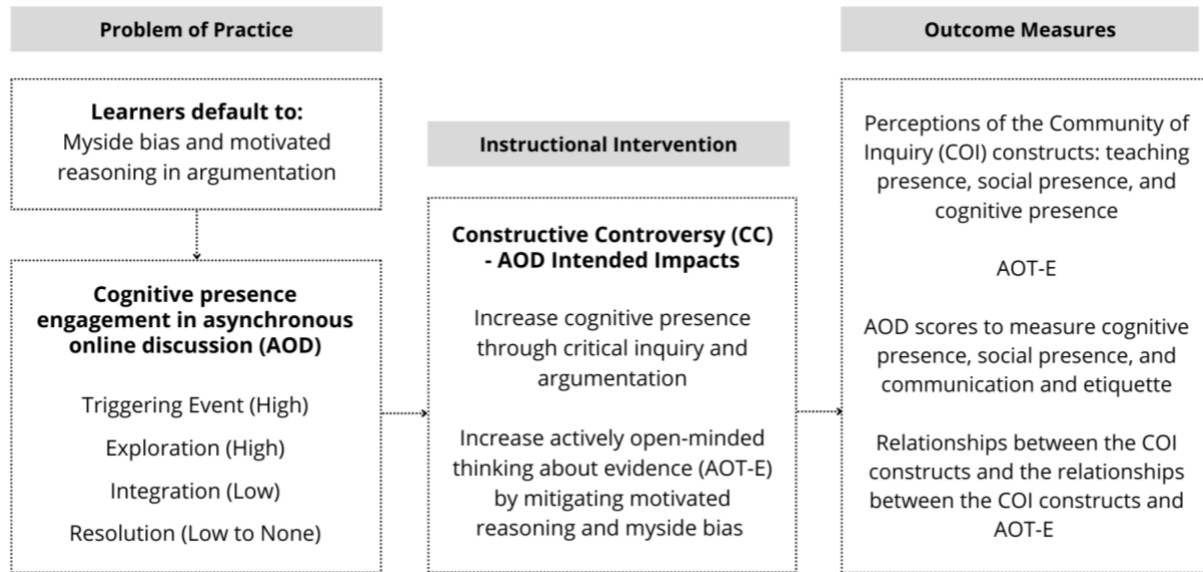 Problem of Practice
Learners default to:
Myside bias and motivated
reasoning in argumentation
Cognitive presence
engagement in asynchronous
online discussion (AOD)
Triggering Event (High)
Exploration (High)
Integration (Low)
Resolution (Low to None)
Instructional Intervention
Constructive Controversy (CC)
- AOD Intended Impacts
Increase cognitive presence
through critical inquiry and
argumentation
Increase actively open-minded
thinking about evidence (AOT-E)
by mitigating motivated
reasoning and myside bias
Outcome Measures
Perceptions of the Community of
Inquiry (COI) constructs: teaching
presence, social presence, and
cognitive presence
AOT-E
AOD scores to measure cognitive
presence, social presence, and
communication and etiquette
Relationships between the COI
constructs and the relationships
between the COI constructs and
AOT-E